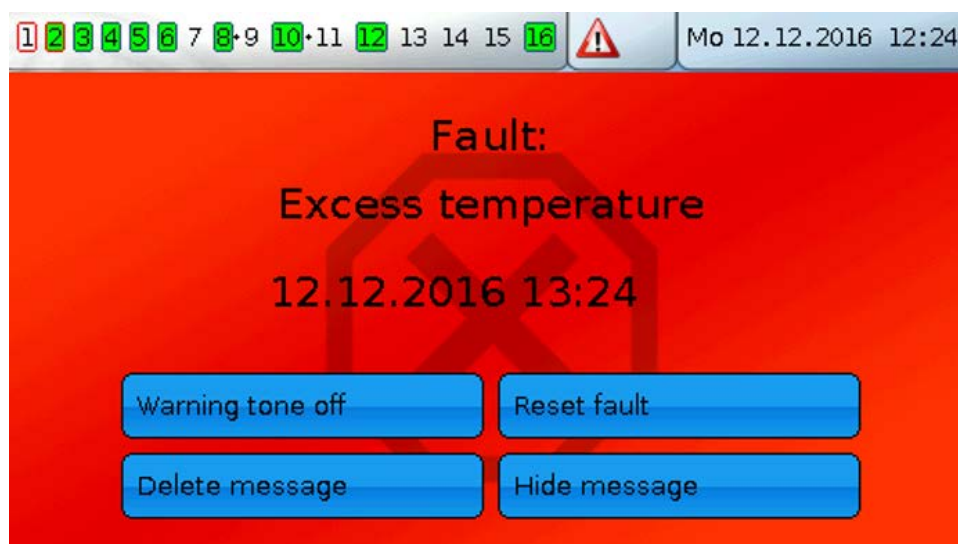 1 2 3 4 5 6 7 8•9 10•11 12 13 14 15 16 Mo 12.12.2016 12:24
Fault:
Excess temperature
12.12.2016 13:24
Warning tone off Reset fault
Delete message Hide message